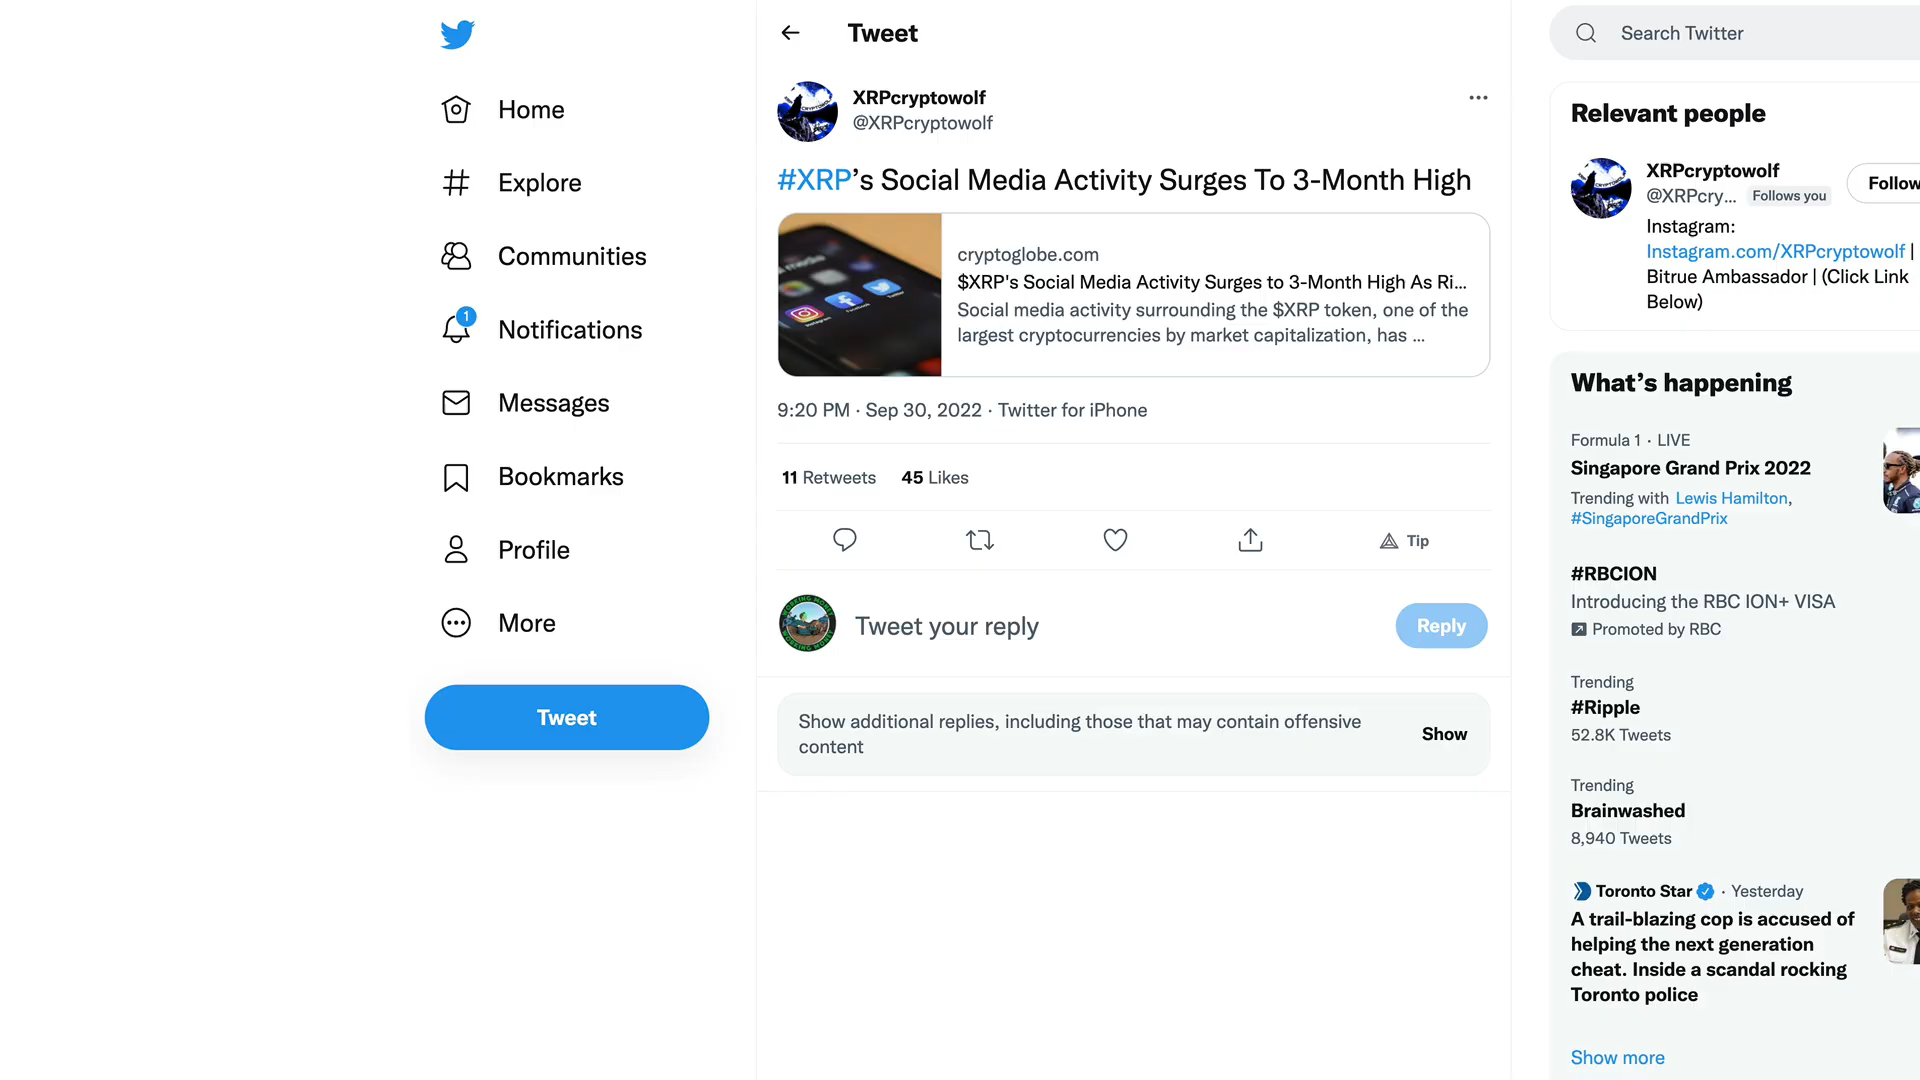 Home
Explore
Communities
1
Notifications
Messages
Bookmarks
Profile
More
Tweet
Tweet
XRPcryptowolf
@XRPcryptowolf
#XRP’s Social Media Activity Surges To 3-Month High
cryptoglobe.com
$XRP's Social Media Activity Surges to 3-Month High As Ri...
Social media activity surrounding the $XRP token, one of the
largest cryptocurrencies by market capitalization, has ...
9:20 PM · Sep 30, 2022 · Twitter for iPhone
11 Retweets 45 Likes
Tip
Tweet your reply
Reply
Show additional replies, including those that may contain offensive
content
Show
Search Twitter
Relevant people
XRPcryptowolf
@XRPcry... Follows you
Follow
Instagram:
Instagram.com/XRPcryptowolf |
Bitrue Ambassador | (Click Link
Below)
What’s happening
Formula 1 · LIVE
Singapore Grand Prix 2022
Trending with Lewis Hamilton,
#SingaporeGrandPrix
#RBCION
Introducing the RBC ION+ VISA
Promoted by RBC
Trending
#Ripple
52.8K Tweets
Trending
Brainwashed
8,940 Tweets
Toronto Star · Yesterday
A trail-blazing cop is accused of
helping the next generation
cheat. Inside a scandal rocking
Toronto police
Show more